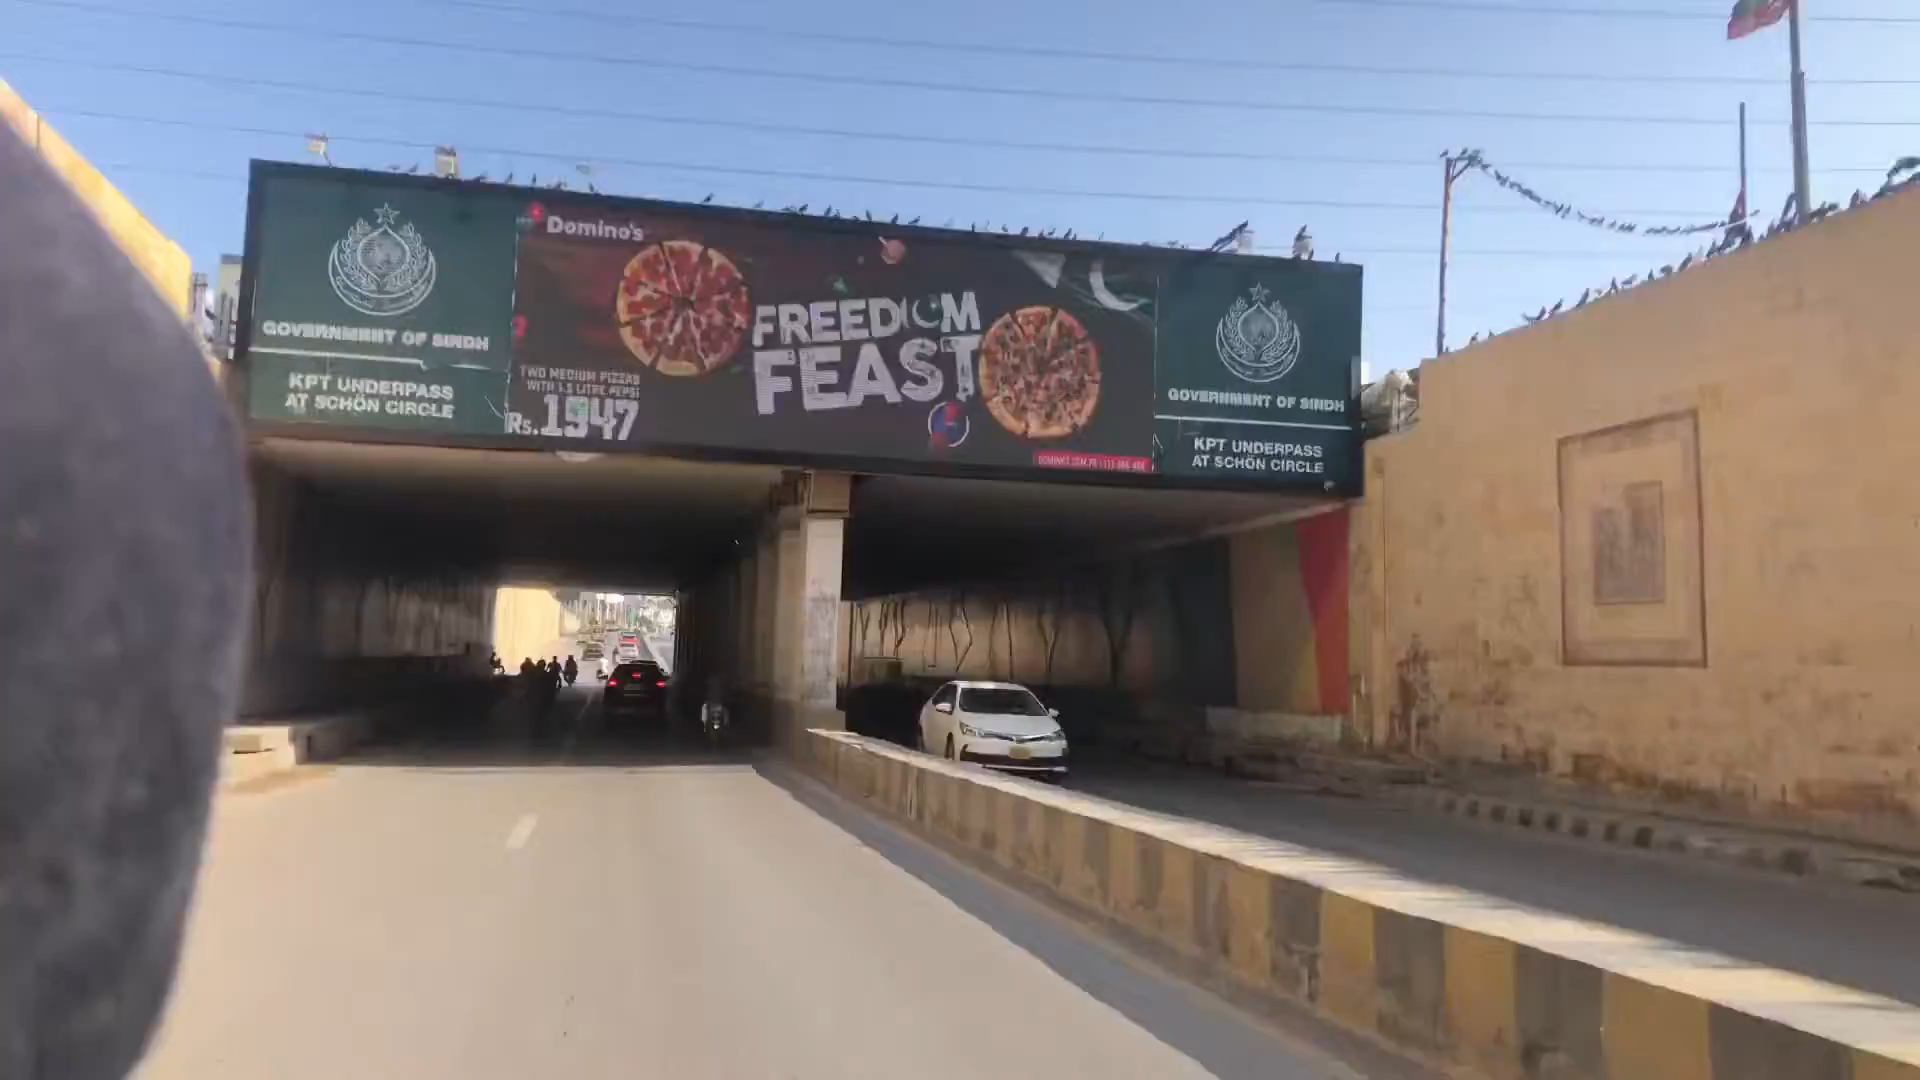 GOVERNMENT OF SINDH
KPT UNDERPASS
AT SCHÖN CIRCLE
Domino's
TWO MEDIUM PIZZAS
WITH 1.5 LITRE PEPSI
Rs.1947
FREEDOM
FEAST
GOVERNMENT OF SINDH
KPT UNDERPASS
AT SCHÖN CIRCLE